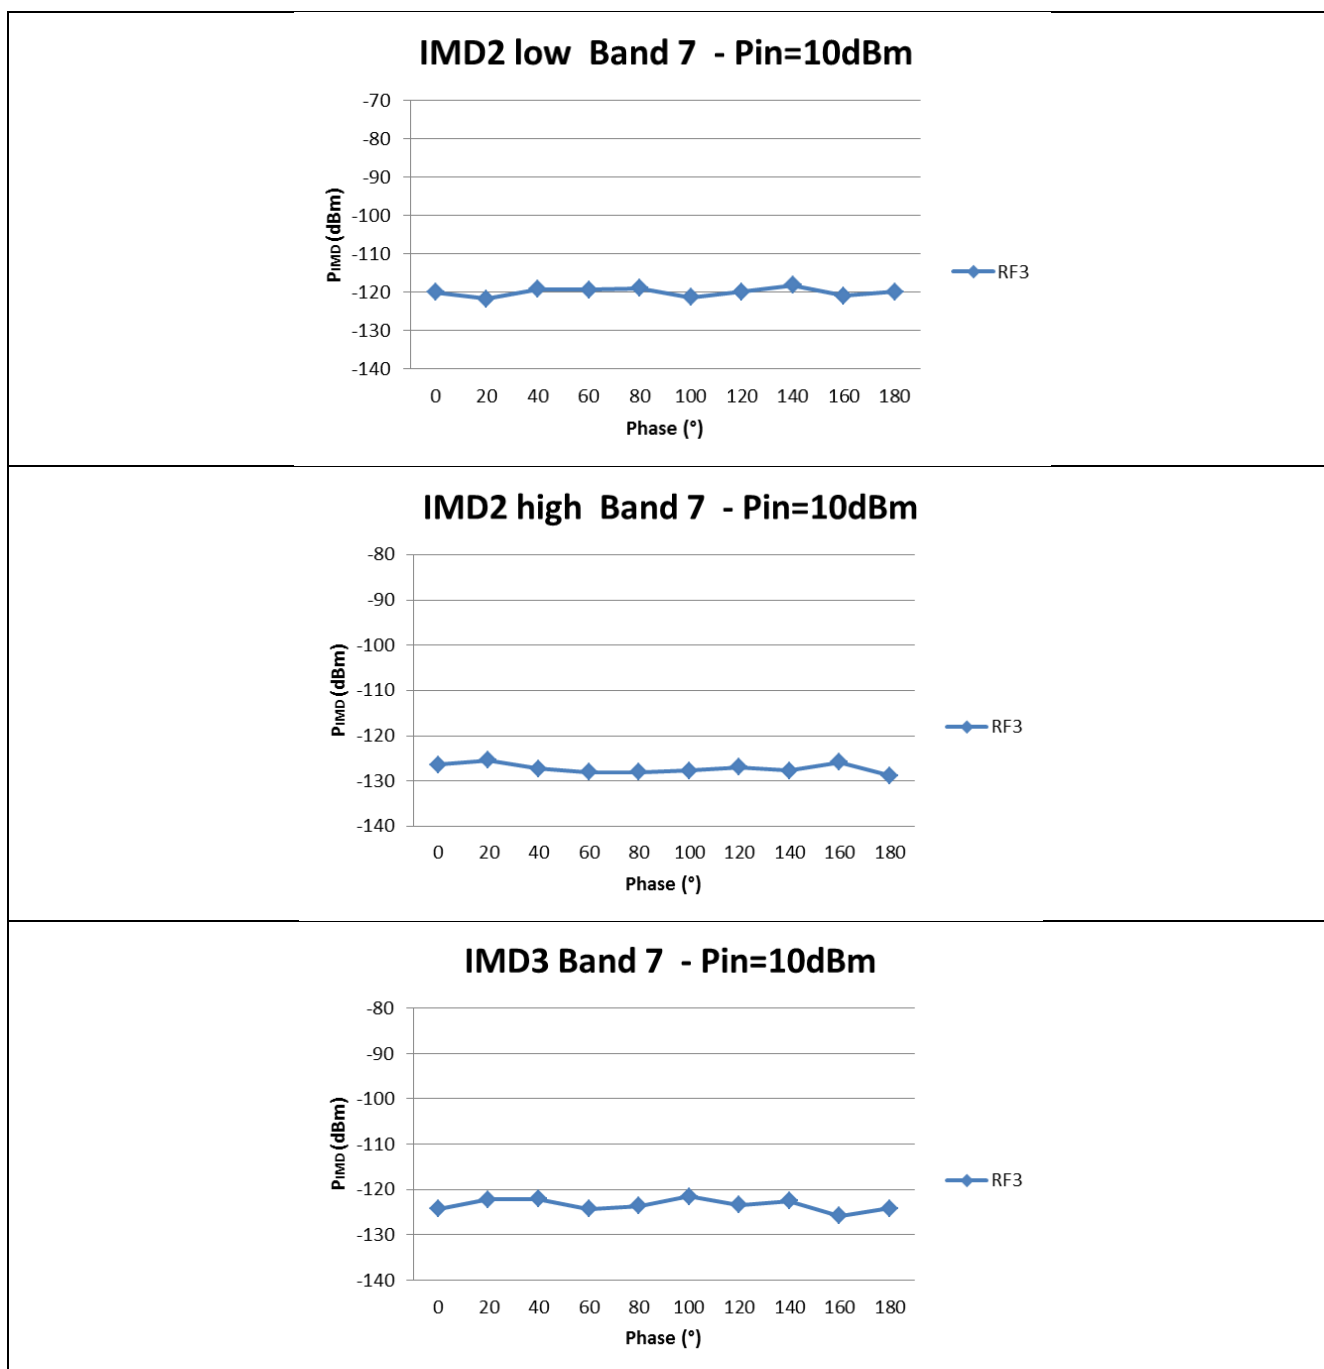 IMD2 low  Band 7  - Pin=10dBm
-70
-80
-90
-100
-110
-120
-130
-140
PIMD (dBm)
0 20 40 60 80 100 120 140 160 180
Phase (°)
RF3
IMD2 high  Band 7  - Pin=10dBm
-80
-90
-100
-110
-120
-130
-140
PIMD (dBm)
0 20 40 60 80 100 120 140 160 180
Phase (°)
RF3
IMD3 Band 7  - Pin=10dBm
-80
-90
-100
-110
-120
-130
-140
PIMD (dBm)
0 20 40 60 80 100 120 140 160 180
Phase (°)
RF3